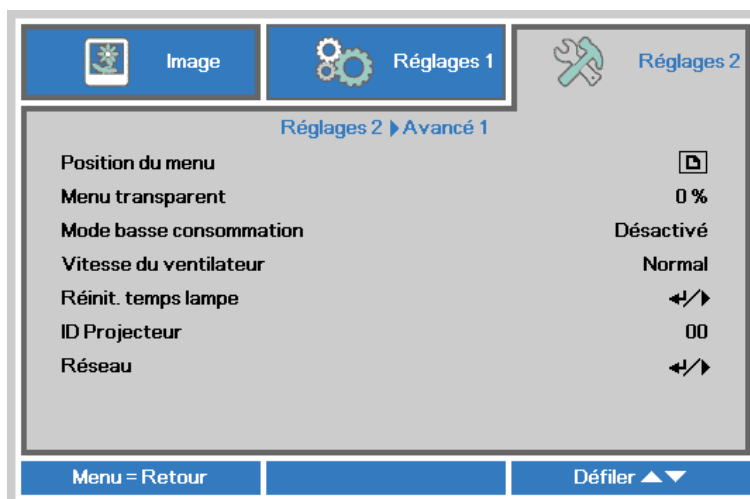 Image
Réglages 1
Réglages 2
Réglages 2 Avancé 1
Position du menu
Menu transparent 0 %
Mode basse consommation Désactivé
Vitesse du ventilateur Normal
Réinit. temps lampe
ID Projecteur 00
Réseau
Menu = Retour
Défiler